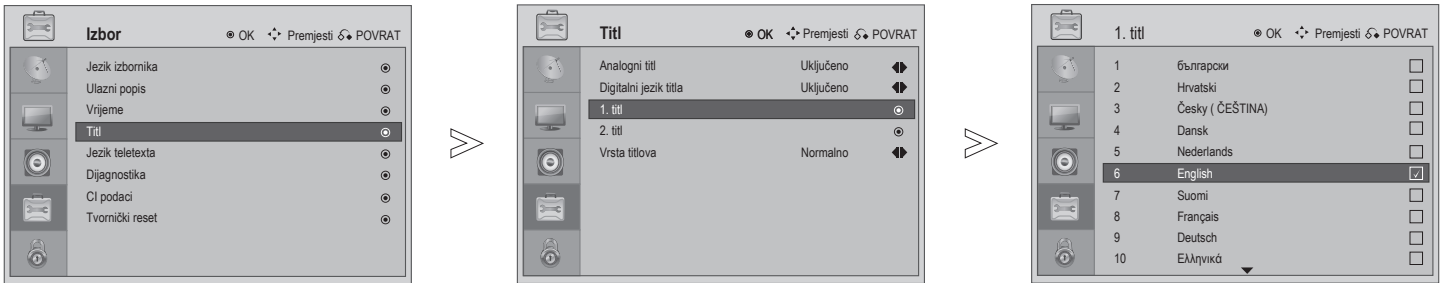 Izbor OK Premjesti POVRAT
Jezik izbornika
Ulazni popis
Vrijeme
Titl
Jezik teletexta
Dijagnostika
CI podaci
Tvornički reset
Titl OK Premjesti POVRAT
Analogni titl Uključeno
Digitalni jezik titla Uključeno
1. titl
2. titl
Vrsta titlova Normalno
1. titl OK Premjesti POVRAT
1 български
2 Hrvatski
3 Česky ( ČEŠTINA)
4 Dansk
5 Nederlands
6 English
7 Suomi
8 Français
9 Deutsch
10 Ελληνικά